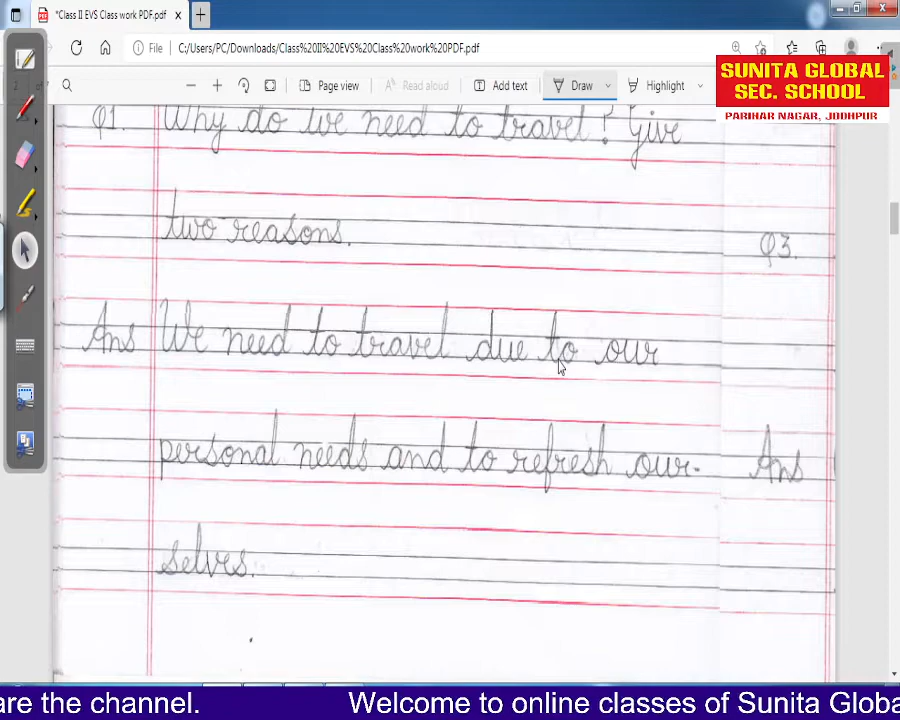 *Class II EVS Class work PDF.pdf
File C:/Users/PC/Downloads/Class%20II%20EVS%20Class%20work%20PDF.pdf
Page view Read aloud Add text Draw Highlight
SUNITA GLOBAL
SEC. SCHOOL
PARIHAR NAGAR, JODHPUR
Q1. Why do we need to travel? Give
two reasons.
Q3.
Ans We need to travel due to our
personal needs and to refresh our-
Ans
selves.
are the channel. Welcome to online classes of Sunita Globa